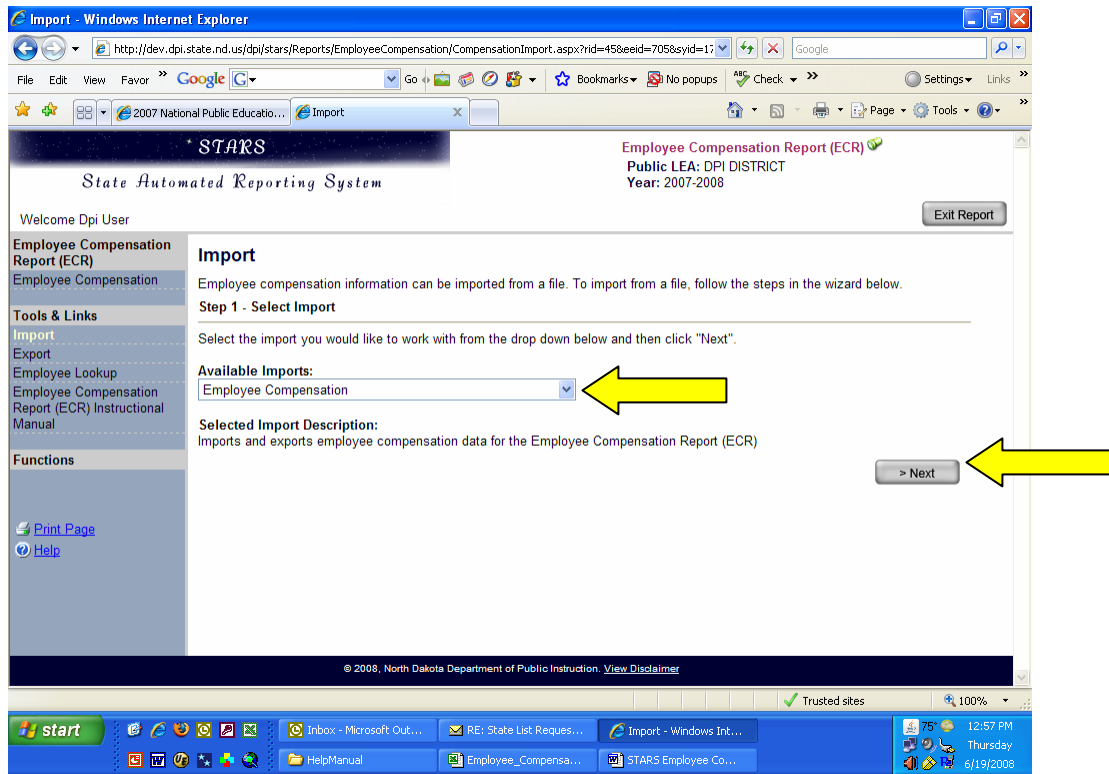 Import - Windows Internet Explorer
http://dev.dpi.state.nd.us/dpi/stars/Reports/EmployeeCompensation/CompensationImport.aspx?rid=45&eeid=705&syid=17
Google
File Edit View Favor » Google G Go Bookmarks 9 No popups ABC Check » Settings Links »
2007 National Public Educatio... Import x Page Tools »
STARS
State Automated Reporting System
Employee Compensation Report (ECR)
Public LEA: DPI DISTRICT
Year: 2007-2008
Welcome Dpi User
Exit Report
Employee Compensation
Report (ECR)
Employee Compensation
Tools & Links
Import
Export
Employee Lookup
Employee Compensation
Report (ECR) Instructional
Manual
Functions
Print Page
Help
Import
Employee compensation information can be imported from a file. To import from a file, follow the steps in the wizard below.
Step 1 - Select Import
Select the import you would like to work with from the drop down below and then click "Next".
Available Imports:
Employee Compensation
Selected Import Description:
Imports and exports employee compensation data for the Employee Compensation Report (ECR)
> Next
© 2008, North Dakota Department of Public Instruction. View Disclaimer
Trusted sites 100%
start Inbox - Microsoft Out... RE: State List Reques... Import - Windows Int... 75° 12:57 PM
Thursday
HelpManual Employee_Compensa... STARS Employee Co... 6/19/2008